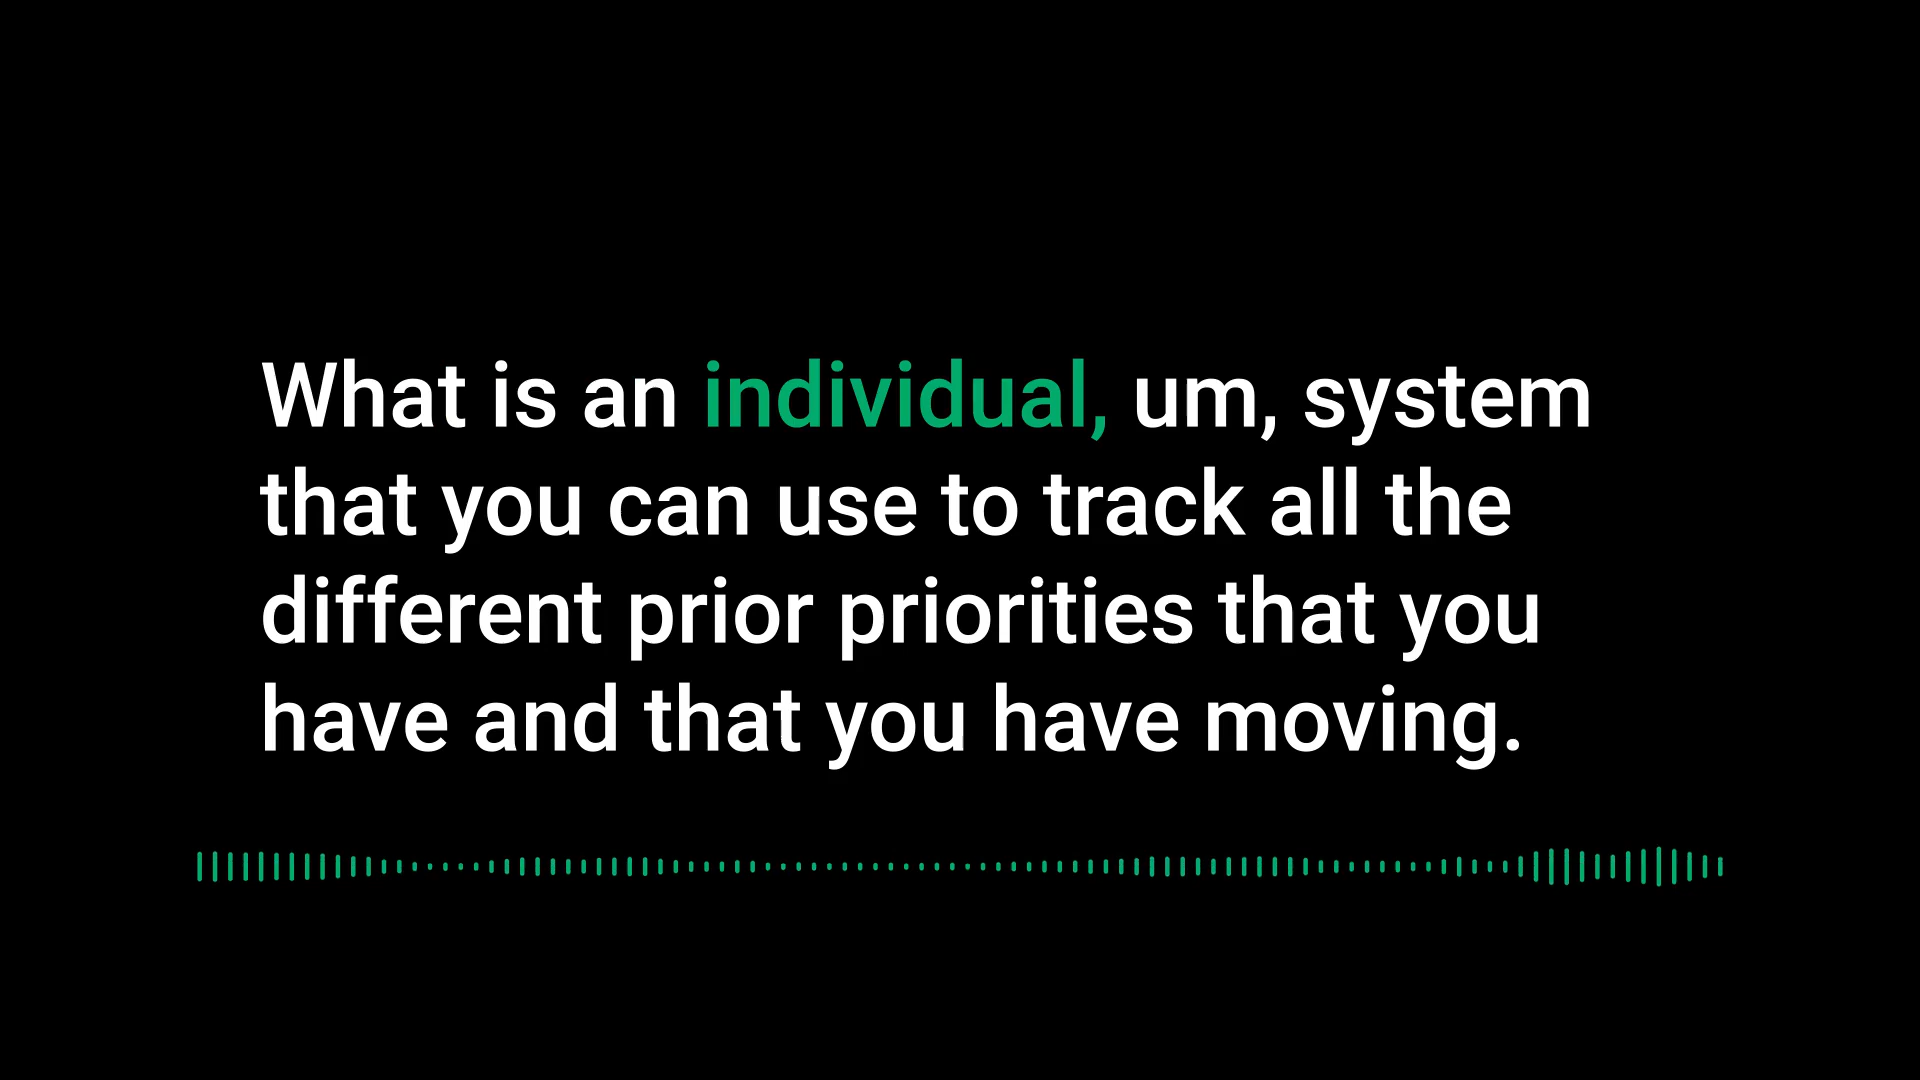 What is an individual, um, system
that you can use to track all the
different prior priorities that you
have and that you have moving.